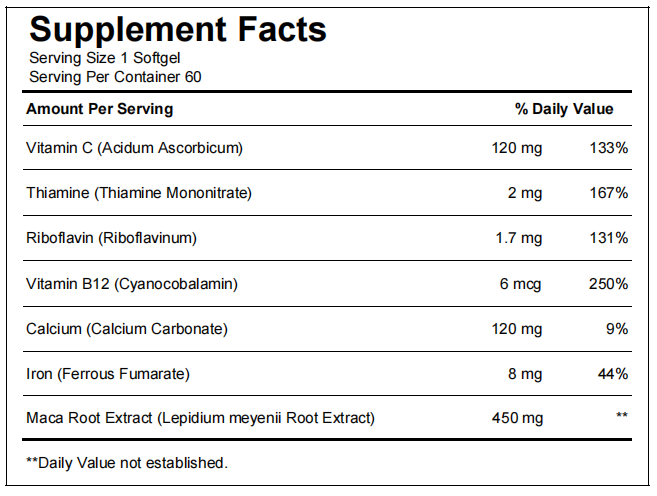 Supplement Facts
Serving Size 1 Softgel
Serving Per Container 60
Amount Per Serving % Daily Value
Vitamin C (Acidum Ascorbicum) 120 mg 133%
Thiamine (Thiamine Mononitrate) 2 mg 167%
Riboflavin (Riboflavinum) 1.7 mg 131%
Vitamin B12 (Cyanocobalamin) 6 mcg 250%
Calcium (Calcium Carbonate) 120 mg 9%
Iron (Ferrous Fumarate) 8 mg 44%
Maca Root Extract (Lepidium meyenii Root Extract) 450 mg **
**Daily Value not established.